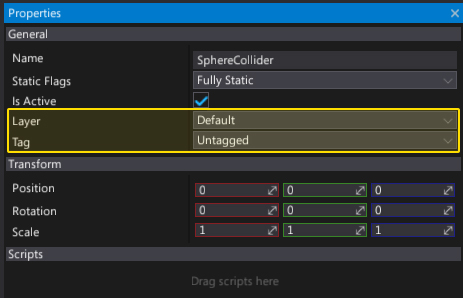 Properties
General
Name SphereCollider
Static Flags Fully Static
Is Active
Layer Default
Tag Untagged
Transform
Position 0 0 0
Rotation 0 0 0
Scale 1 1 1
Scripts
Drag scripts here